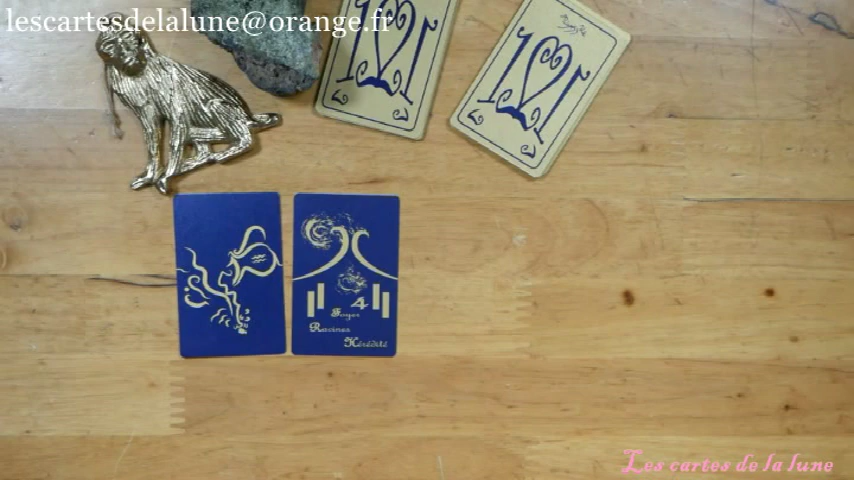 lescartesdelalune@orange.fr
4
Foyer
Racines
Hérédité
Les cartes de la lune